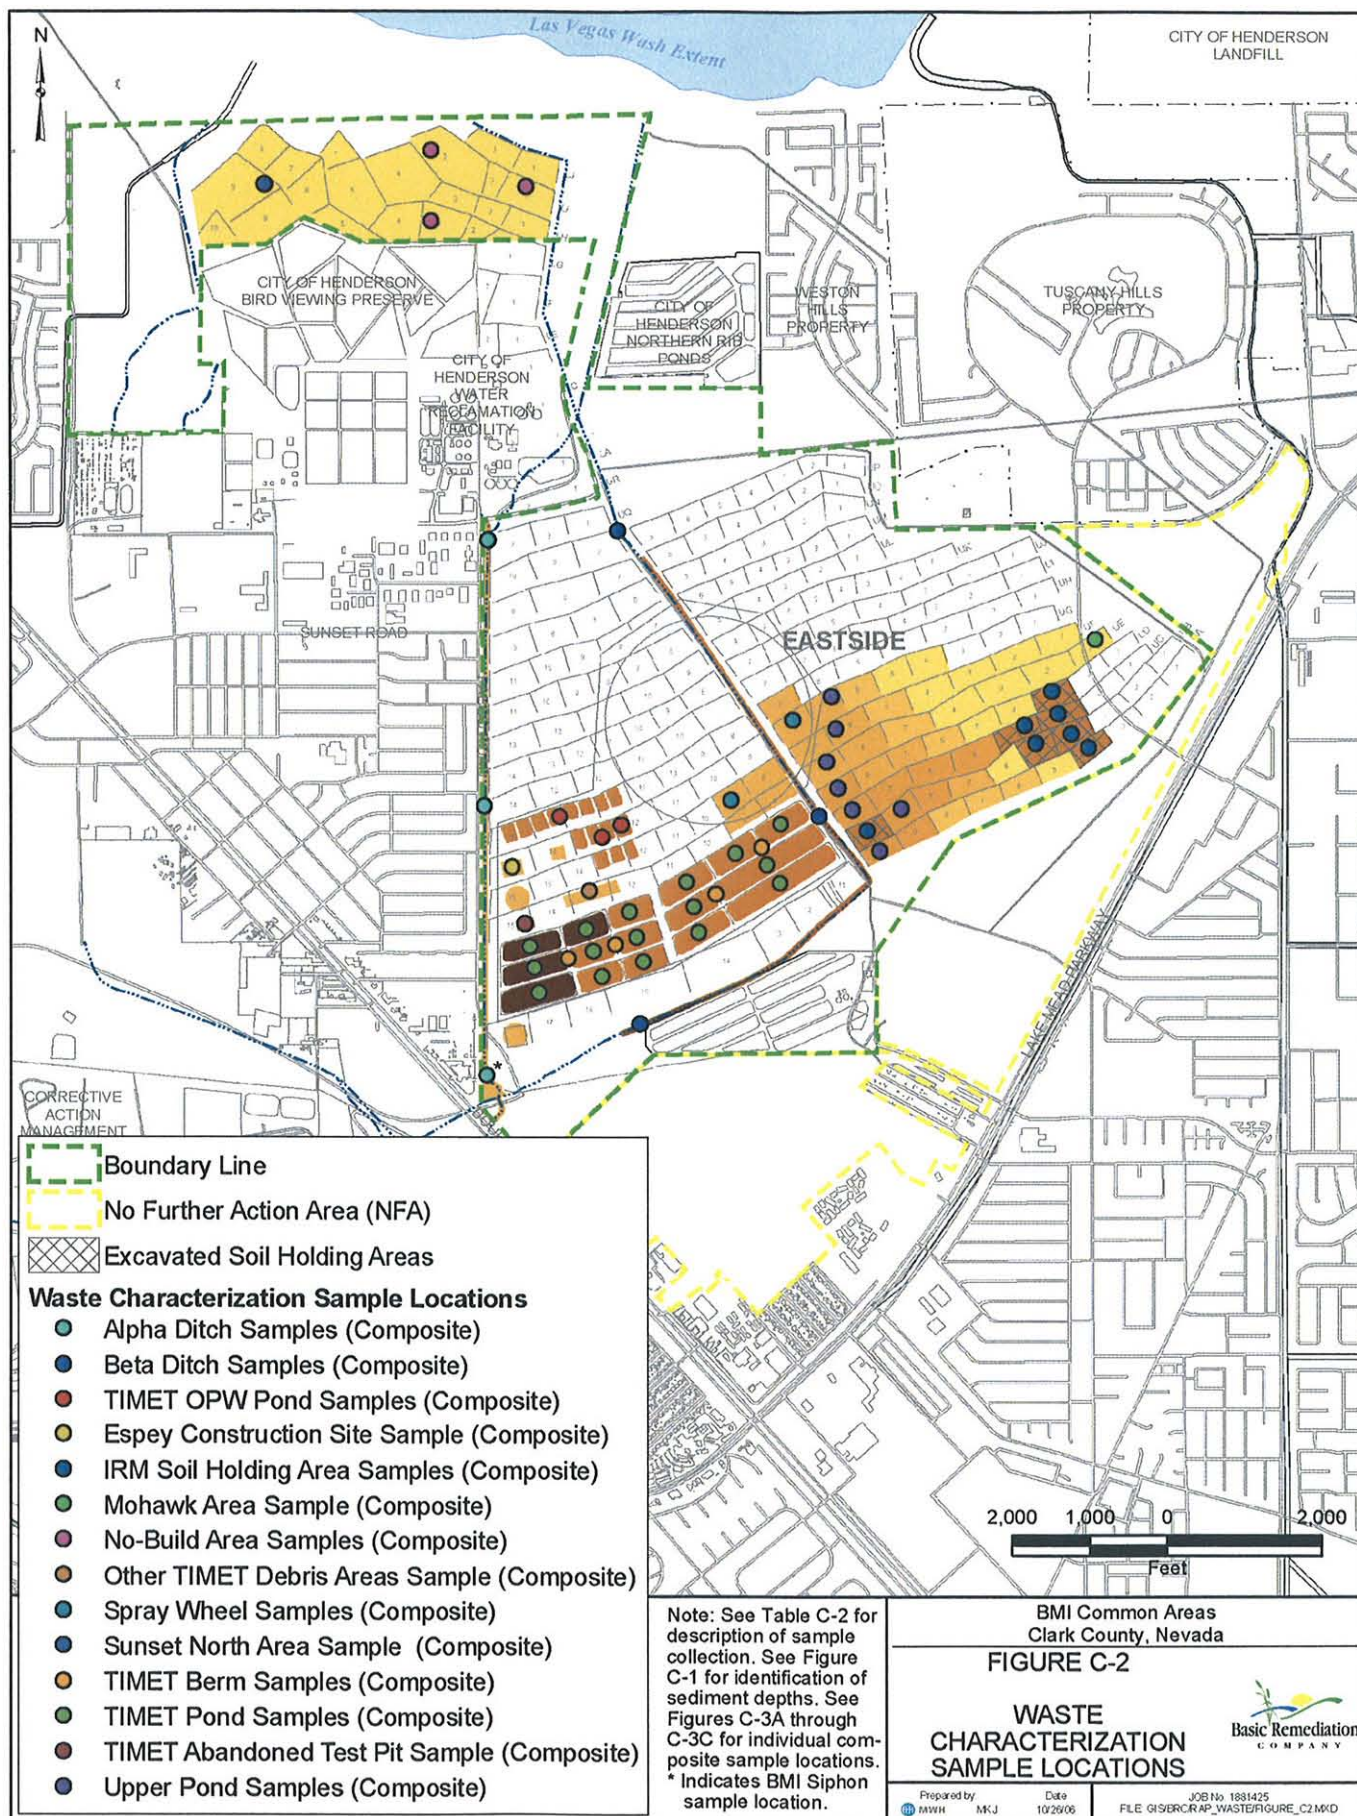 Las Vegas Wash Extent
CITY OF HENDERSON
LANDFILL
N
CITY OF HENDERSON
BIRD VIEWING PRESERVE
CITY OF
HENDERSON
NORTHERN RIB
PONDS
WESTON
HILLS
PROPERTY
TUSCANY HILLS
PROPERTY
CITY OF
HENDERSON
WATER
RECLAMATION
FACILITY
SUNSET ROAD
EASTSIDE
LAKE MEAD PARKWAY
*
CORRECTIVE
ACTION
MANAGEMENT
Boundary Line
No Further Action Area (NFA)
Excavated Soil Holding Areas
Waste Characterization Sample Locations
Alpha Ditch Samples (Composite)
Beta Ditch Samples (Composite)
TIMET OPW Pond Samples (Composite)
Espey Construction Site Sample (Composite)
IRM Soil Holding Area Samples (Composite)
Mohawk Area Sample (Composite)
No-Build Area Samples (Composite)
Other TIMET Debris Areas Sample (Composite)
Spray Wheel Samples (Composite)
Sunset North Area Sample (Composite)
TIMET Berm Samples (Composite)
TIMET Pond Samples (Composite)
TIMET Abandoned Test Pit Sample (Composite)
Upper Pond Samples (Composite)
2,000 1,000 0 2,000
Feet
Note: See Table C-2 for
description of sample
collection. See Figure
C-1 for identification of
sediment depths. See
Figures C-3A through
C-3C for individual com-
posite sample locations.
* Indicates BMI Siphon
sample location.
BMI Common Areas
Clark County, Nevada
FIGURE C-2
WASTE
CHARACTERIZATION
SAMPLE LOCATIONS
Basic Remediation
COMPANY
Prepared by
MWH MKJ
Date
10/26/06
JOB No. 1881425
FILE GIS/BRC/RAP_WASTE/FIGURE_C2.MXD